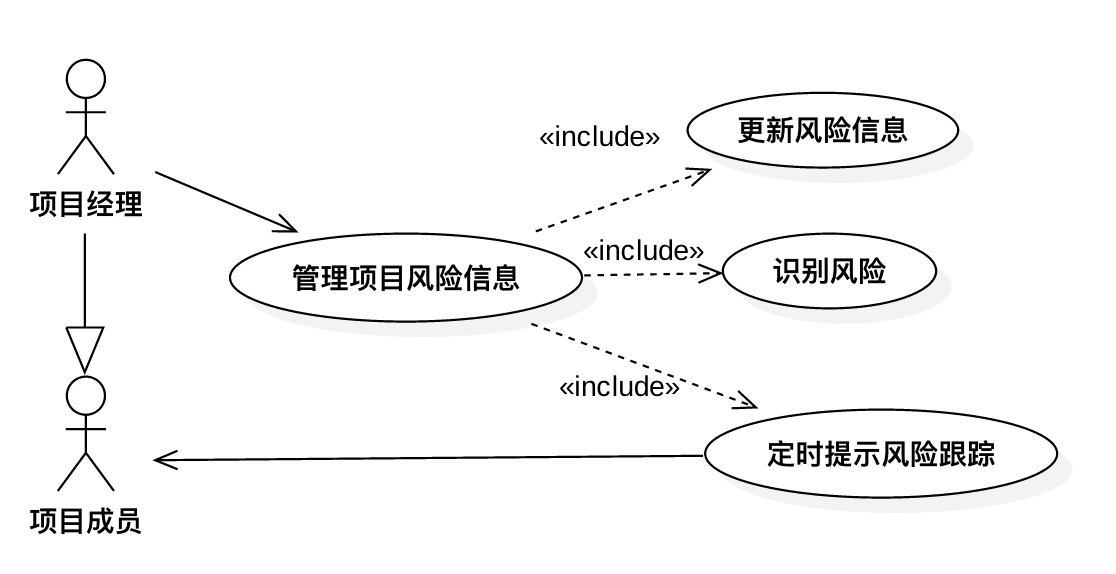 «include»
更新风险信息
项目经理
«include»
管理项目风险信息
识别风险
«include»
定时提示风险跟踪
项目成员